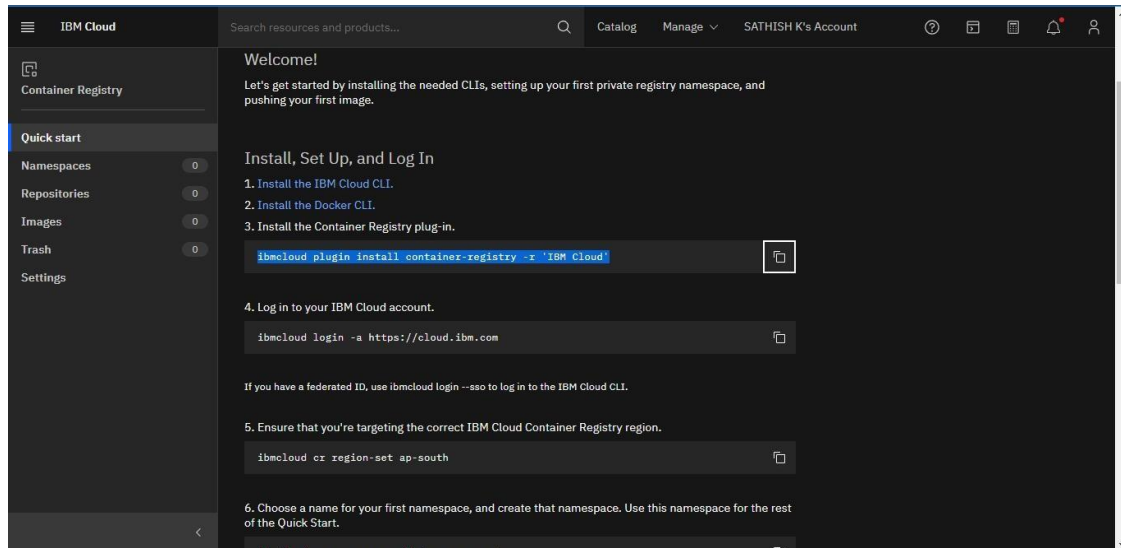 IBM Cloud
Search resources and products...
Catalog
Manage
SATHISH K's Account
Container Registry
Quick start
Namespaces 0
Repositories 0
Images 0
Trash 0
Settings
Welcome!
Let's get started by installing the needed CLIs, setting up your first private registry namespace, and
pushing your first image.
Install, Set Up, and Log In
1. Install the IBM Cloud CLI.
2. Install the Docker CLI.
3. Install the Container Registry plug-in.
ibmcloud plugin install container-registry -r 'IBM Cloud'
4. Log in to your IBM Cloud account.
ibmcloud login -a https://cloud.ibm.com
If you have a federated ID, use ibmcloud login --sso to log in to the IBM Cloud CLI.
5. Ensure that you're targeting the correct IBM Cloud Container Registry region.
ibmcloud cr region-set ap-south
6. Choose a name for your first namespace, and create that namespace. Use this namespace for the rest
of the Quick Start.